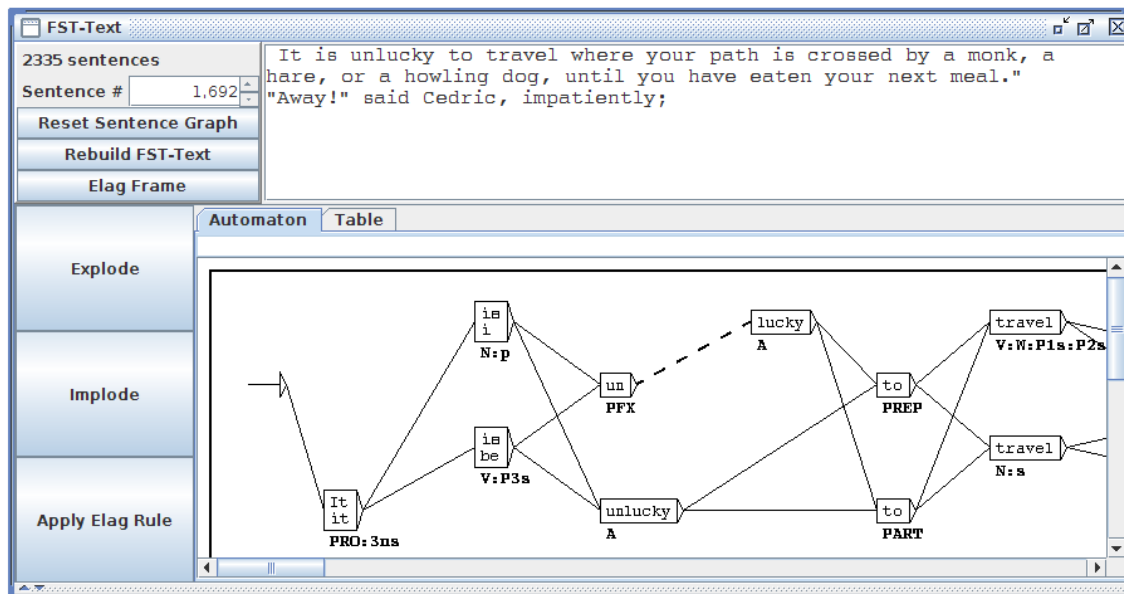 FST-Text
2335 sentences
Sentence # 1,692
Reset Sentence Graph
Rebuild FST-Text
Elag Frame
It is unlucky to travel where your path is crossed by a monk, a
hare, or a howling dog, until you have eaten your next meal."
"Away!" said Cedric, impatiently;
Explode
Implode
Apply Elag Rule
Automaton Table
is
i
N:p
lucky
A
travel
V:N:P1s:P2s
un
PFX
to
PREP
is
be
V:P3s
travel
N:s
It
it
PRO:3ns
unlucky
A
to
PART